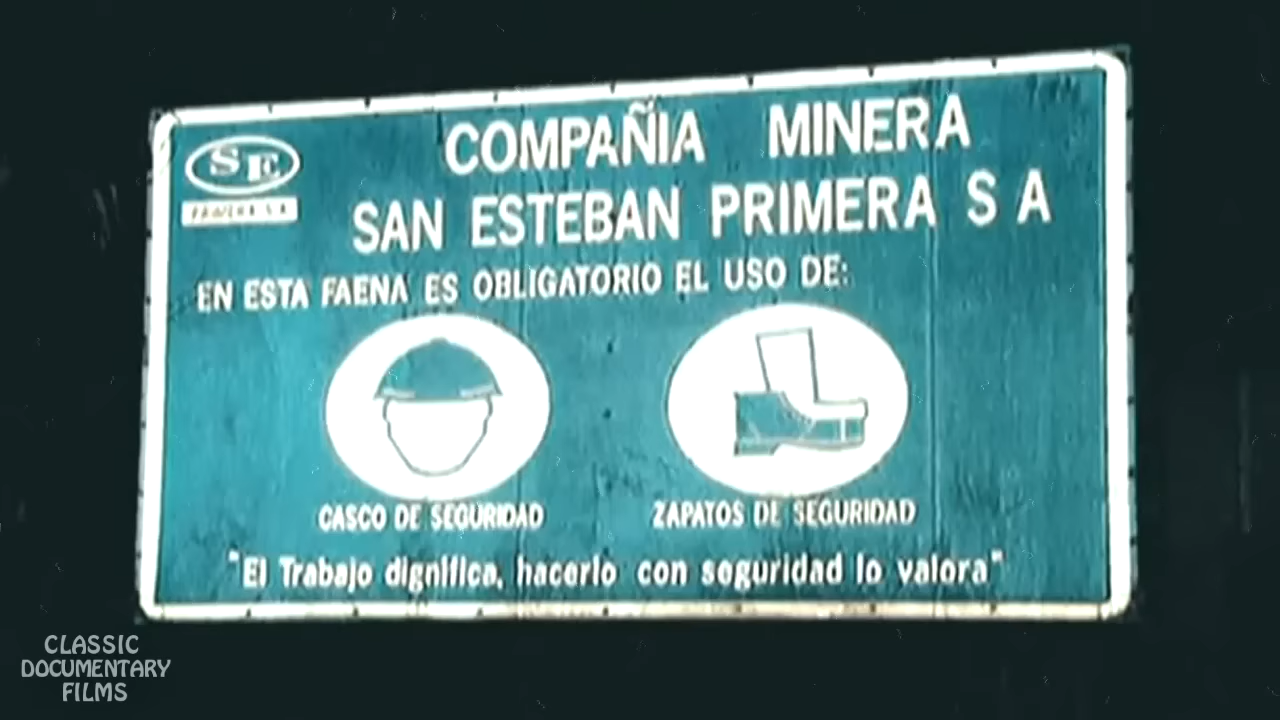 COMPAÑIA MINERA
SAN ESTEBAN PRIMERA S A
SE
PRIMERA S.A.
EN ESTA FAENA ES OBLIGATORIO EL USO DE:
CASCO DE SEGURIDAD
ZAPATOS DE SEGURIDAD
"El Trabajo dignifica, hacerlo con seguridad lo valora"
CLASSIC
DOCUMENTARY
FILMS